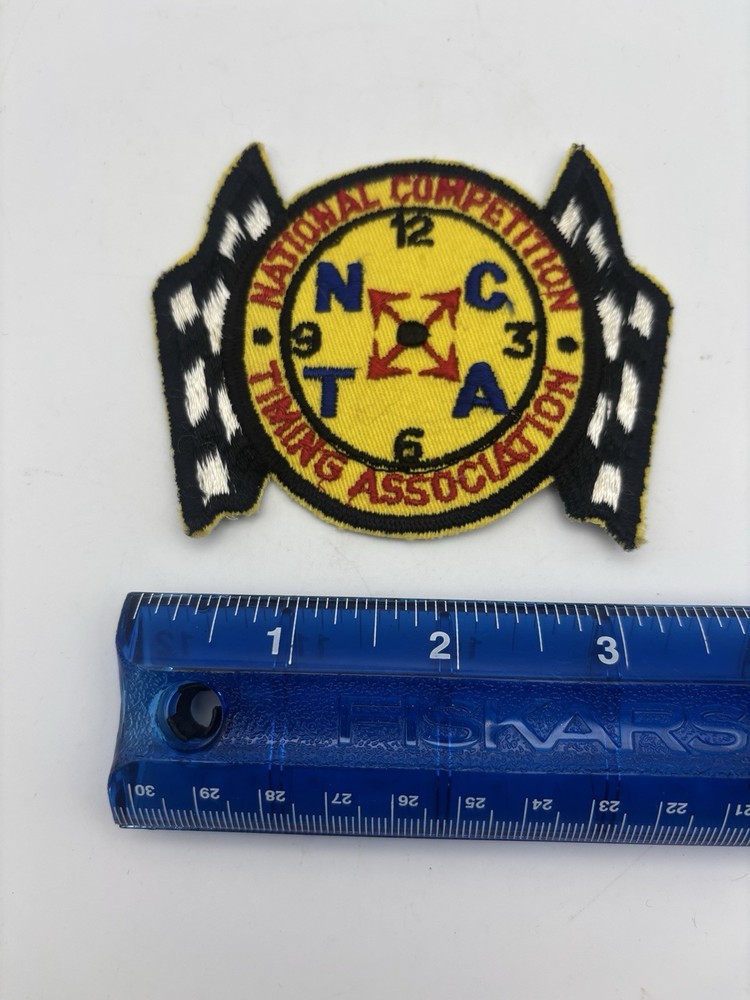 NATIONAL COMPETITION
12
N C
9 3
T A
6
TIMING ASSOCIATION
1 2 3
FISKARS
30 29 28 27 26 25 24 23 22 21